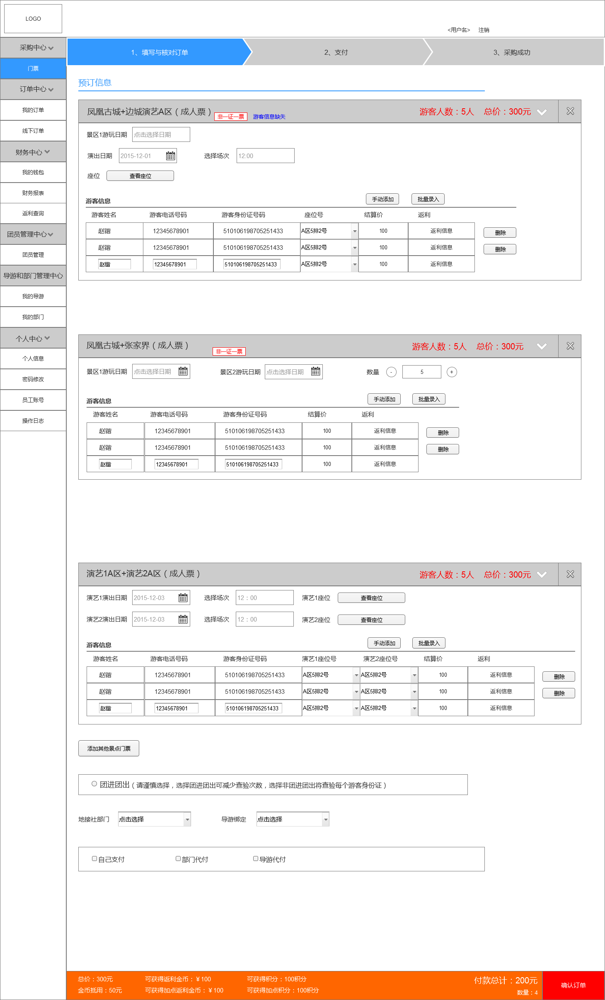 LOGO
<用户名> 注销
采购中心
门票
订单中心
我的订单
线下订单
财务中心
我的钱包
财务报表
返利查询
团员管理中心
团员管理
导游和部门管理中心
我的导游
我的部门
个人中心
个人信息
密码修改
员工账号
操作日志
1、填写与核对订单 2、支付 3、采购成功
预订信息
凤凰古城+边城演艺A区（成人票） 非一证一票 游客信息缺失 游客人数：5人 总价：300元
景区1游玩日期 点击选择日期
演出日期 2015-12-01 选择场次 12:00
座位 查看座位
游客信息 手动添加 批量录入
游客姓名 游客电话号码 游客身份证号码 座位号 结算价 返利
赵锴 12345678901 510106198705251433 A区5排2号 100 返利信息 删除
赵锴 12345678901 510106198705251433 A区5排2号 100 返利信息 删除
赵锴 12345678901 510106198705251433 A区5排2号 100 返利信息
凤凰古城+张家界（成人票） 非一证一票 游客人数：5人 总价：300元
景区1游玩日期 点击选择日期 景区2游玩日期 点击选择日期 数量 - 5 +
游客信息 手动添加 批量录入
游客姓名 游客电话号码 游客身份证号码 结算价 返利
赵锴 12345678901 510106198705251433 100 返利信息 删除
赵锴 12345678901 510106198705251433 100 返利信息 删除
赵锴 12345678901 510106198705251433 100 返利信息
演艺1A区+演艺2A区（成人票） 游客人数：5人 总价：300元
演艺1演出日期 2015-12-03 选择场次 12：00 演艺1座位 查看座位
演艺2演出日期 2015-12-03 选择场次 12：00 演艺2座位 查看座位
游客信息 手动添加 批量录入
游客姓名 游客电话号码 游客身份证号码 演艺1座位号 演艺2座位号 结算价 返利
赵锴 12345678901 510106198705251433 A区5排2号 A区5排2号 100 返利信息 删除
赵锴 12345678901 510106198705251433 A区5排2号 A区5排2号 100 返利信息 删除
赵锴 12345678901 510106198705251433 A区5排2号 A区5排2号 100 返利信息
添加其他景点门票
团进团出（请谨慎选择，选择团进团出可减少查验次数，选择非团进团出将查验每个游客身份证）
地接社部门 点击选择 导游绑定 点击选择
自己支付 部门代付 导游代付
总价：300元 可获得返利金币：￥100 可获得积分：100积分 付款总计：200元
金币抵用：50元 可获得加点返利金币：￥100 可获得加点积分：100积分 数量：4
确认订单